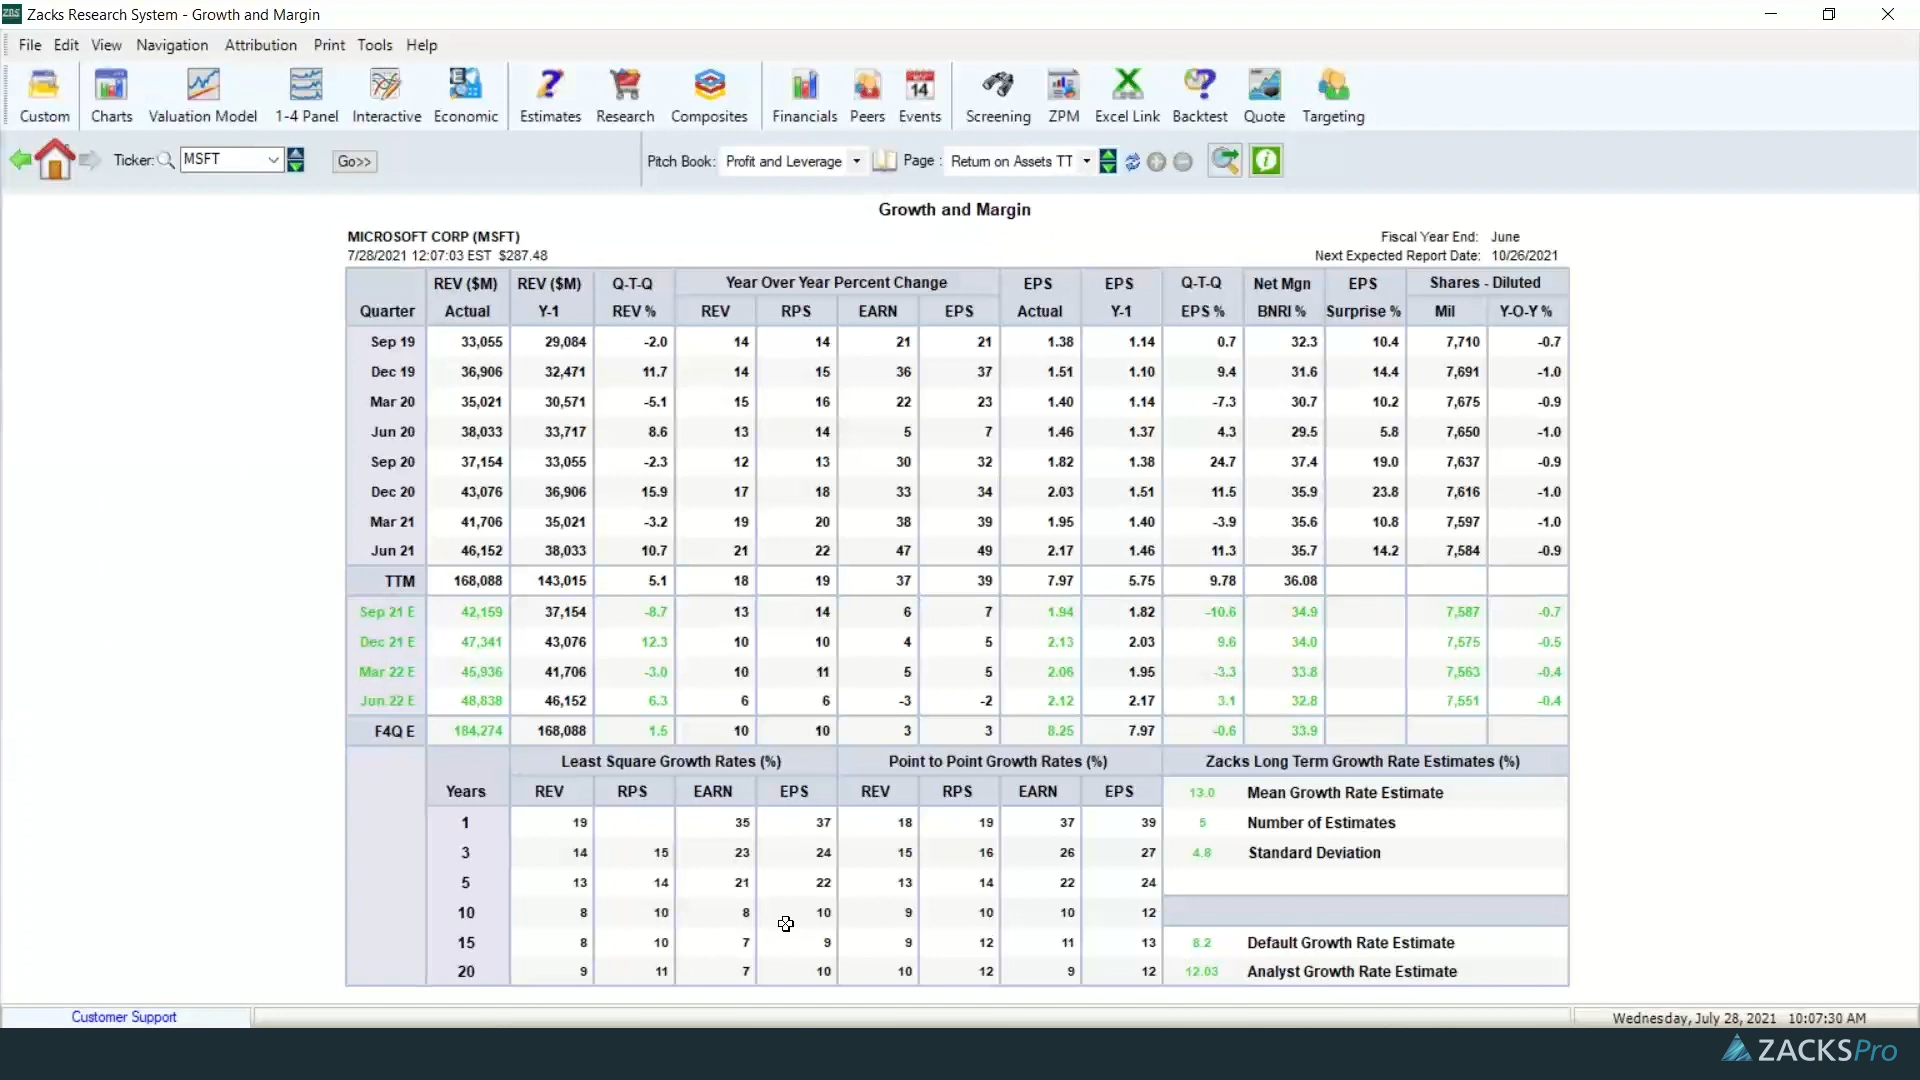 ZRS Zacks Research System - Growth and Margin
File Edit View Navigation Attribution Print Tools Help
14
Custom Charts Valuation Model 1-4 Panel Interactive Economic Estimates Research Composites Financials Peers Events Screening ZPM Excel Link Backtest Quote Targeting
Ticker: MSFT Go>> Pitch Book: Profit and Leverage Page : Return on Assets TT
Growth and Margin
MICROSOFT CORP (MSFT) Fiscal Year End: June
7/28/2021 12:07:03 EST $287.48 Next Expected Report Date: 10/26/2021
REV ($M) REV ($M) Q-T-Q Year Over Year Percent Change EPS EPS Q-T-Q Net Mgn EPS Shares - Diluted
Quarter Actual Y-1 REV % REV RPS EARN EPS Actual Y-1 EPS % BNRI % Surprise % Mil Y-O-Y %
Sep 19 33,055 29,084 -2.0 14 14 21 21 1.38 1.14 0.7 32.3 10.4 7,710 -0.7
Dec 19 36,906 32,471 11.7 14 15 36 37 1.51 1.10 9.4 31.6 14.4 7,691 -1.0
Mar 20 35,021 30,571 -5.1 15 16 22 23 1.40 1.14 -7.3 30.7 10.2 7,675 -0.9
Jun 20 38,033 33,717 8.6 13 14 5 7 1.46 1.37 4.3 29.5 5.8 7,650 -1.0
Sep 20 37,154 33,055 -2.3 12 13 30 32 1.82 1.38 24.7 37.4 19.0 7,637 -0.9
Dec 20 43,076 36,906 15.9 17 18 33 34 2.03 1.51 11.5 35.9 23.8 7,616 -1.0
Mar 21 41,706 35,021 -3.2 19 20 38 39 1.95 1.40 -3.9 35.6 10.8 7,597 -1.0
Jun 21 46,152 38,033 10.7 21 22 47 49 2.17 1.46 11.3 35.7 14.2 7,584 -0.9
TTM 168,088 143,015 5.1 18 19 37 39 7.97 5.75 9.78 36.08
Sep 21 E 42,159 37,154 -8.7 13 14 6 7 1.94 1.82 -10.6 34.9 7,587 -0.7
Dec 21 E 47,341 43,076 12.3 10 10 4 5 2.13 2.03 9.6 34.0 7,575 -0.5
Mar 22 E 45,936 41,706 -3.0 10 11 5 5 2.06 1.95 -3.3 33.8 7,563 -0.4
Jun 22 E 48,838 46,152 6.3 6 6 -3 -2 2.12 2.17 3.1 32.8 7,551 -0.4
F4Q E 184,274 168,088 1.5 10 10 3 3 8.25 7.97 -0.6 33.9
Least Square Growth Rates (%) Point to Point Growth Rates (%) Zacks Long Term Growth Rate Estimates (%)
Years REV RPS EARN EPS REV RPS EARN EPS 13.0 Mean Growth Rate Estimate
1 19 35 37 18 19 37 39 5 Number of Estimates
3 14 15 23 24 15 16 26 27 4.8 Standard Deviation
5 13 14 21 22 13 14 22 24
10 8 10 8 10 9 10 10 12
15 8 10 7 9 9 12 11 13 8.2 Default Growth Rate Estimate
20 9 11 7 10 10 12 9 12 12.03 Analyst Growth Rate Estimate
Customer Support Wednesday, July 28, 2021 10:07:30 AM
ZACKSPro